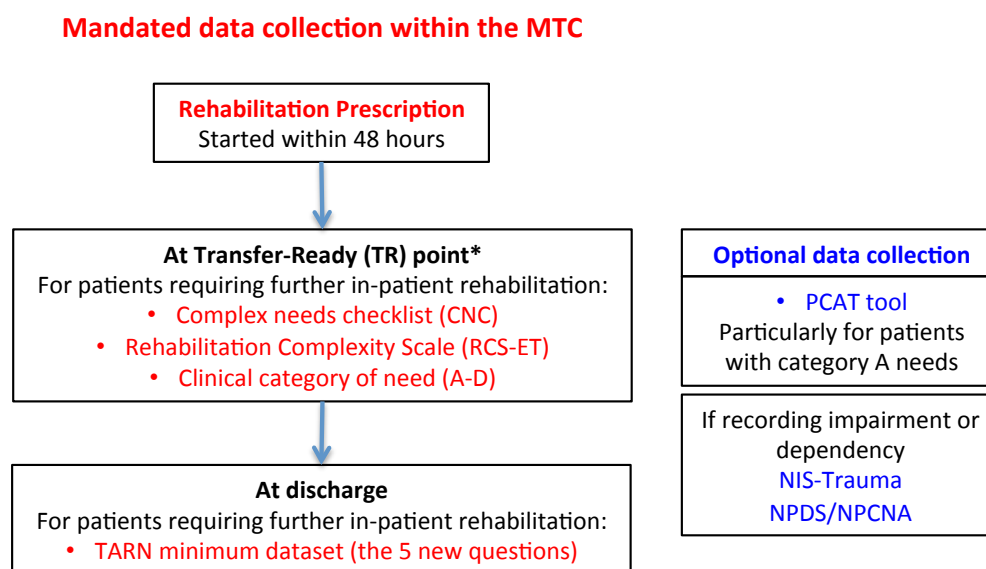 Mandated data collection within the MTC
Rehabilitation Prescription
Started within 48 hours
At Transfer-Ready (TR) point*
For patients requiring further in-patient rehabilitation:
• Complex needs checklist (CNC)
• Rehabilitation Complexity Scale (RCS-ET)
• Clinical category of need (A-D)
At discharge
For patients requiring further in-patient rehabilitation:
• TARN minimum dataset (the 5 new questions)
Optional data collection
• PCAT tool
Particularly for patients
with category A needs
If recording impairment or
dependency
NIS-Trauma
NPDS/NPCNA